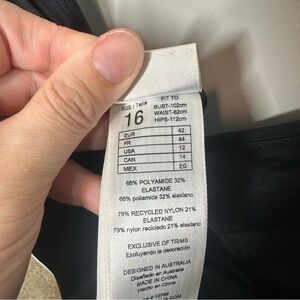 SIZE / Talla
16
FIT TO
BUST-102cm
WAIST-82cm
HIPS-112cm
EUR 42
FR 44
USA 12
CAN 14
MEX EG
68% POLYAMIDE 32%
ELASTANE
68% poliamida 32% elastano
79% RECYCLED NYLON 21%
ELASTANE
79% nylon reciclado 21% elastano
EXCLUSIVE OF TRIMS
Excluyendo la decoración
DESIGNED IN AUSTRALIA
Diseñado en Australia
MADE IN CHINA
Hecho en China